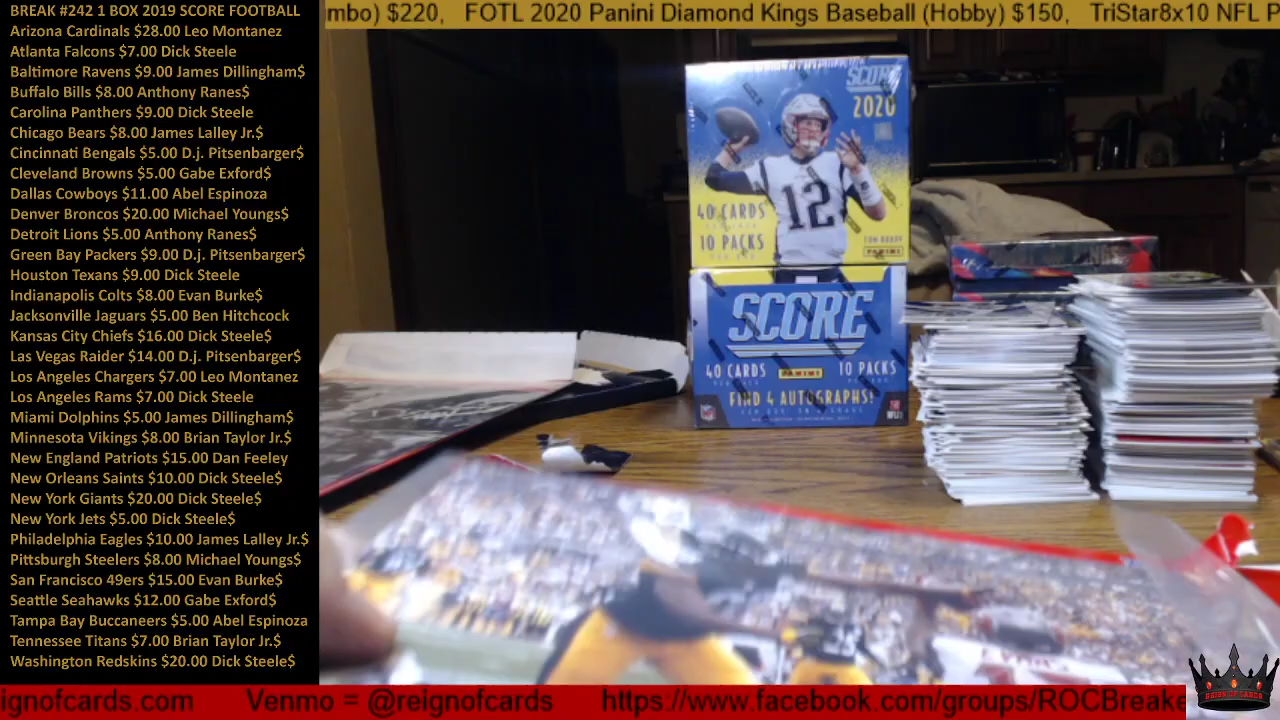 BREAK #242 1 BOX 2019 SCORE FOOTBALL
Arizona Cardinals $28.00 Leo Montanez
Atlanta Falcons $7.00 Dick Steele
Baltimore Ravens $9.00 James Dillingham$
Buffalo Bills $8.00 Anthony Ranes$
Carolina Panthers $9.00 Dick Steele
Chicago Bears $8.00 James Lalley Jr.$
Cincinnati Bengals $5.00 D.j. Pitsenbarger$
Cleveland Browns $5.00 Gabe Exford$
Dallas Cowboys $11.00 Abel Espinoza
Denver Broncos $20.00 Michael Youngs$
Detroit Lions $5.00 Anthony Ranes$
Green Bay Packers $9.00 D.j. Pitsenbarger$
Houston Texans $9.00 Dick Steele
Indianapolis Colts $8.00 Evan Burke$
Jacksonville Jaguars $5.00 Ben Hitchcock
Kansas City Chiefs $16.00 Dick Steele$
Las Vegas Raider $14.00 D.j. Pitsenbarger$
Los Angeles Chargers $7.00 Leo Montanez
Los Angeles Rams $7.00 Dick Steele
Miami Dolphins $5.00 James Dillingham$
Minnesota Vikings $8.00 Brian Taylor Jr.$
New England Patriots $15.00 Dan Feeley
New Orleans Saints $10.00 Dick Steele$
New York Giants $20.00 Dick Steele$
New York Jets $5.00 Dick Steele$
Philadelphia Eagles $10.00 James Lalley Jr.$
Pittsburgh Steelers $8.00 Michael Youngs$
San Francisco 49ers $15.00 Evan Burke$
Seattle Seahawks $12.00 Gabe Exford$
Tampa Bay Buccaneers $5.00 Abel Espinoza
Tennessee Titans $7.00 Brian Taylor Jr.$
Washington Redskins $20.00 Dick Steele$
mbo) $220, FOTL 2020 Panini Diamond Kings Baseball (Hobby) $150, TriStar8x10 NFL P
SCORE
2020
12
40 CARDS
10 PACKS
TOM BRADY
PANINI
SCORE
40 CARDS
PANINI
10 PACKS
FIND 4 AUTOGRAPHS!
ignofcards.com Venmo = @reignofcards https://www.facebook.com/groups/ROCBreake
REIGN OF CARDS